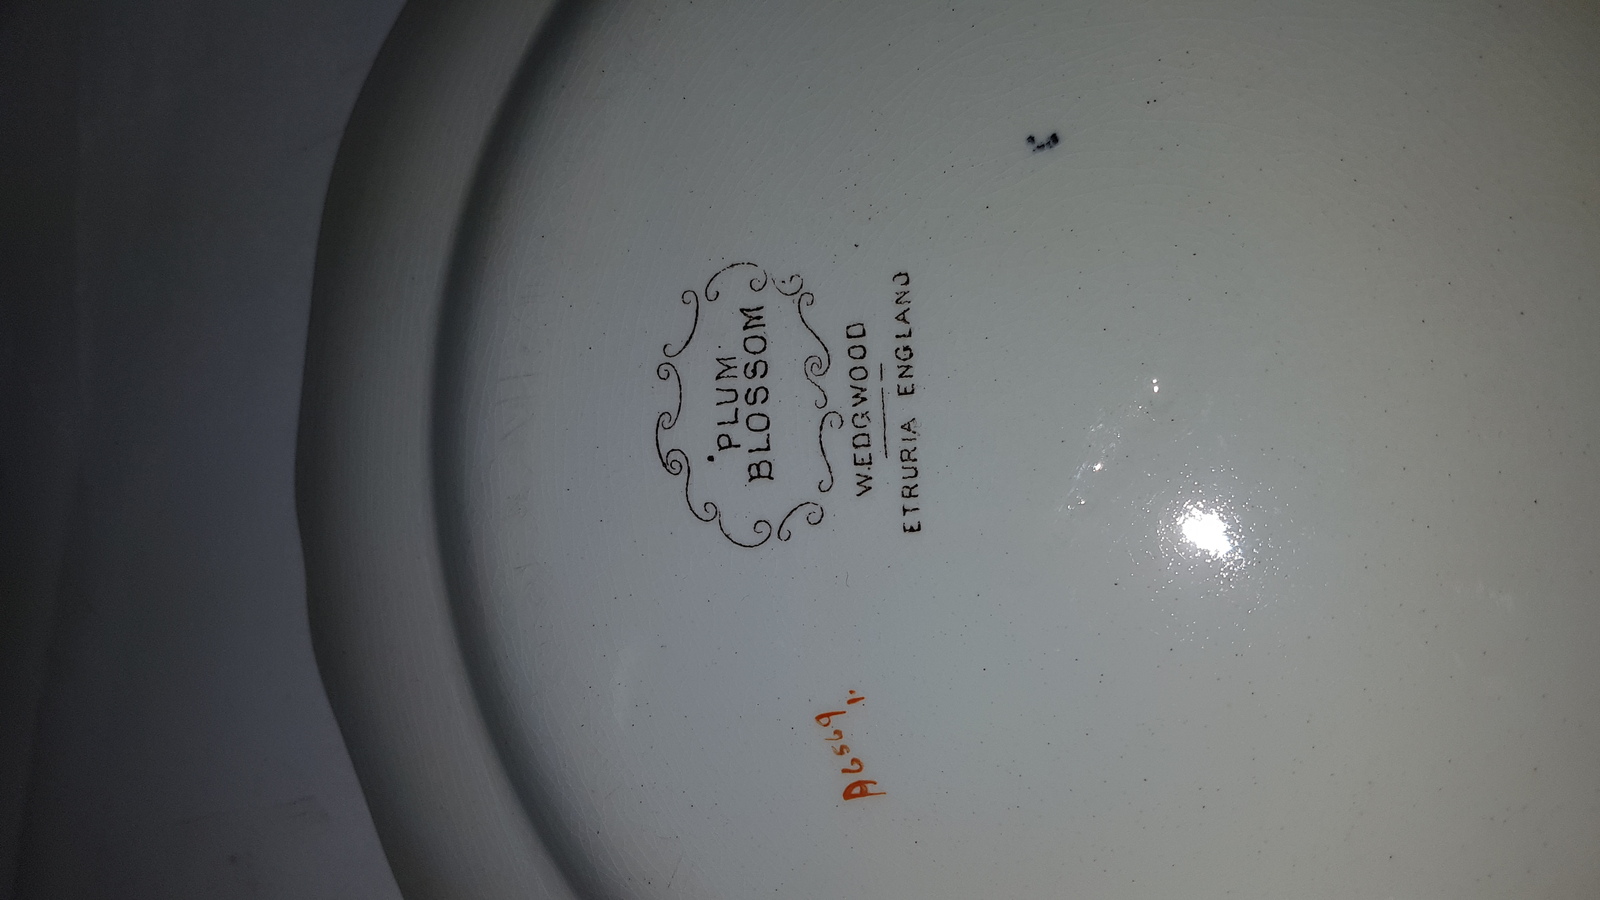 PLUM
BLOSSOM
WEDGWOOD
ETRURIA ENGLAND
A6569